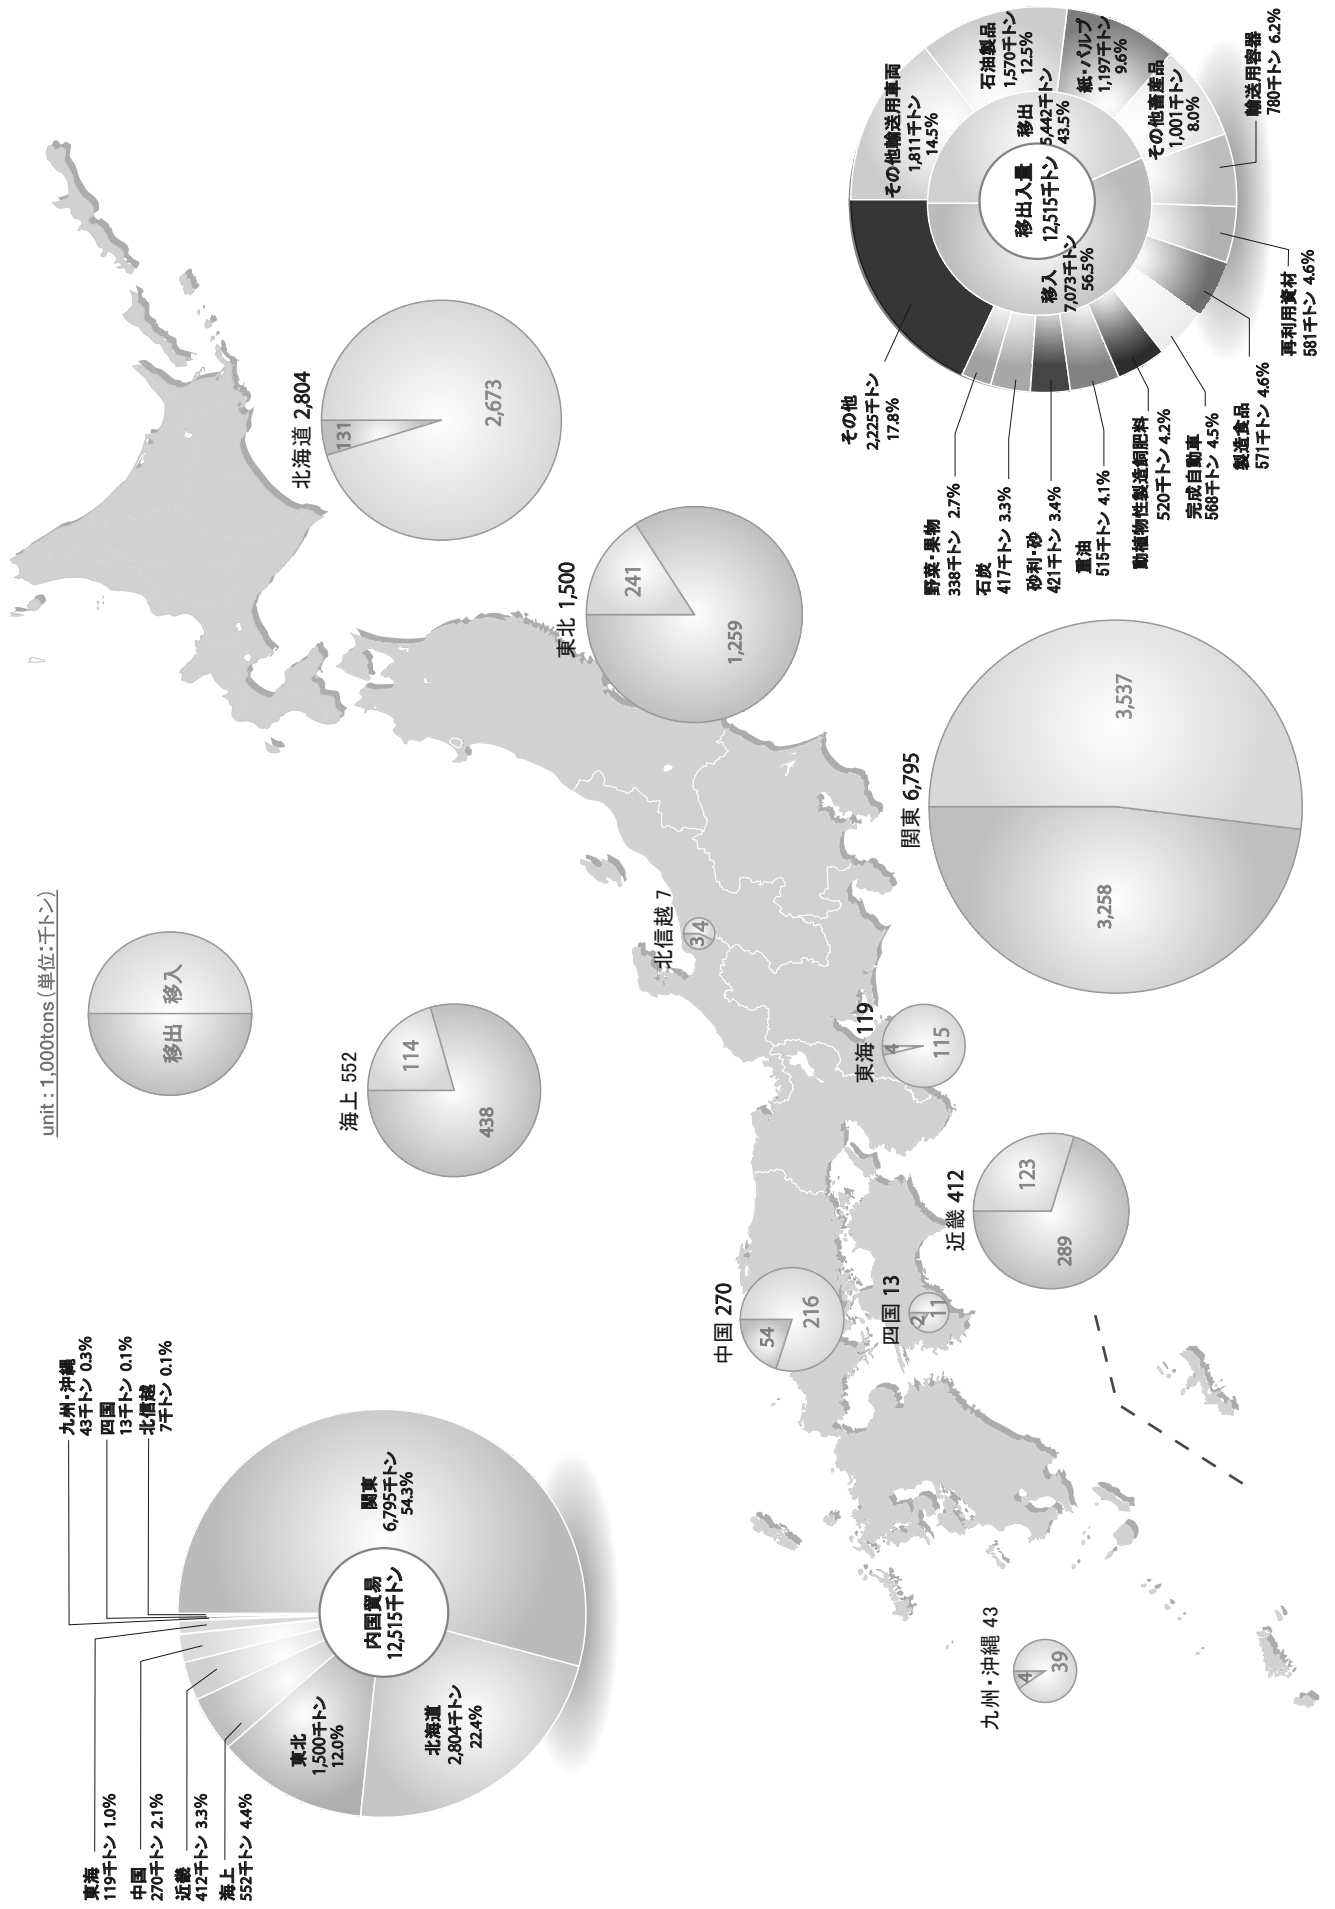 unit : 1,000tons (単位:千トン)
移出
移入
内国貿易
12,515千トン
関東
6,795千トン
54.3%
北海道
2,804千トン
22.4%
東北
1,500千トン
12.0%
海上
552千トン 4.4%
近畿
412千トン 3.3%
中国
270千トン 2.1%
東海
119千トン 1.0%
九州・沖縄
43千トン 0.3%
四国
13千トン 0.1%
北信越
7千トン 0.1%
海上 552
114
438
北海道 2,804
131
2,673
東北 1,500
241
1,259
北信越 7
3
4
関東 6,795
3,258
3,537
東海 119
4
115
近畿 412
123
289
中国 270
54
216
四国 13
2
11
九州・沖縄 43
4
39
移出入量
12,515千トン
移出
5,442千トン
43.5%
移入
7,073千トン
56.5%
その他輸送用車両
1,811千トン
14.5%
石油製品
1,570千トン
12.5%
紙・パルプ
1,197千トン
9.6%
その他畜産品
1,001千トン
8.0%
輸送用容器
780千トン 6.2%
再利用資材
581千トン 4.6%
製造食品
571千トン 4.6%
完成自動車
568千トン 4.5%
動植物性製造飼肥料
520千トン 4.2%
重油
515千トン 4.1%
砂利・砂
421千トン 3.4%
石炭
417千トン 3.3%
野菜・果物
338千トン 2.7%
その他
2,225千トン
17.8%